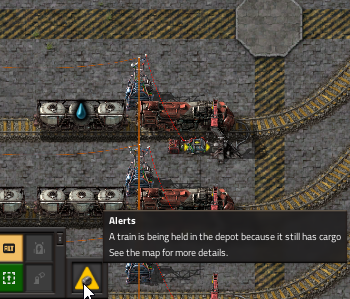 Alerts
A train is being held in the depot because it still has cargo
See the map for more details.
ALT